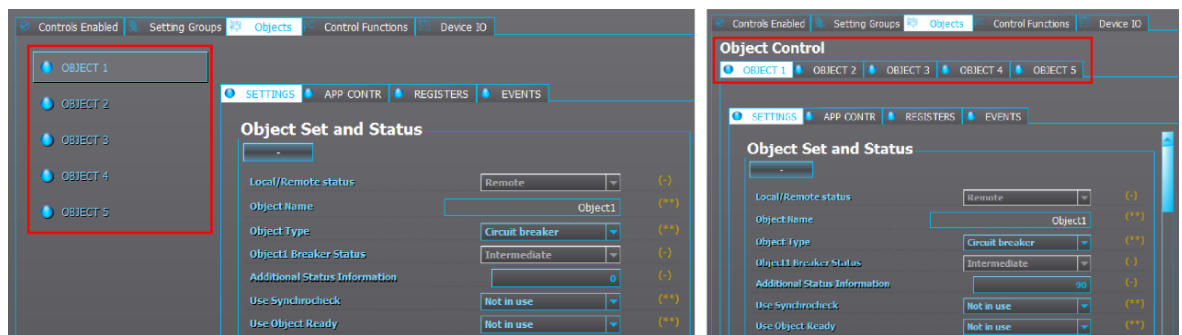 Controls Enabled Setting Groups Objects Control Functions Device IO
OBJECT 1
OBJECT 2
OBJECT 3
OBJECT 4
OBJECT 5
SETTINGS APP CONTR REGISTERS EVENTS
Object Set and Status
-
Local/Remote status Remote (-)
Object Name Object1 (**)
Object Type Circuit breaker (**)
Object1 Breaker Status Intermediate (-)
Additional Status Information 0 (-)
Use Synchrocheck Not in use (**)
Use Object Ready Not in use (**)
Controls Enabled Setting Groups Objects Control Functions Device IO
Object Control
OBJECT 1 OBJECT 2 OBJECT 3 OBJECT 4 OBJECT 5
SETTINGS APP CONTR REGISTERS EVENTS
Object Set and Status
-
Local/Remote status Remote (-)
Object Name Object1 (**)
Object Type Circuit breaker (**)
Object1 Breaker Status Intermediate (-)
Additional Status Information 90 (-)
Use Synchrocheck Not in use (**)
Use Object Ready Not in use (**)